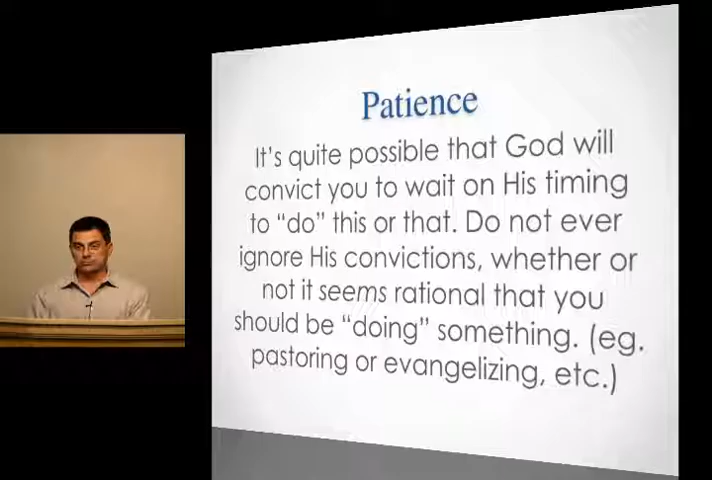 Patience
It's quite possible that God will
convict you to wait on His timing
to “do” this or that. Do not ever
ignore His convictions, whether or
not it seems rational that you
should be “doing” something. (eg.
pastoring or evangelizing, etc.)